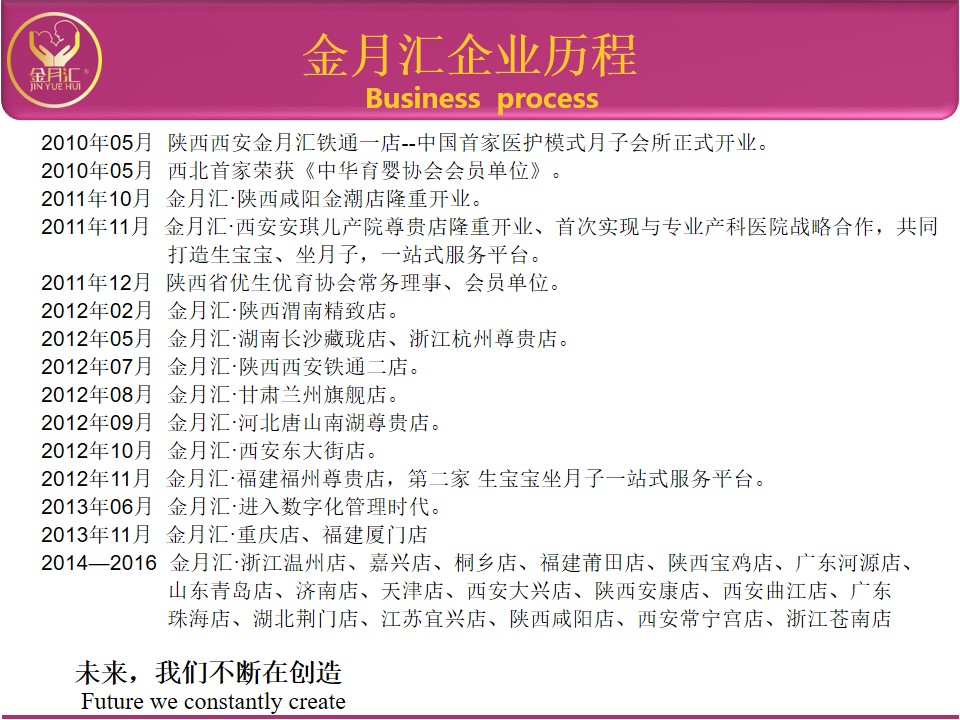 金月汇®
JIN YUE HUI
金月汇企业历程
Business process
2010年05月 陕西西安金月汇铁通一店--中国首家医护模式月子会所正式开业。
2010年05月 西北首家荣获《中华育婴协会会员单位》。
2011年10月 金月汇·陕西咸阳金潮店隆重开业。
2011年11月 金月汇·西安安琪儿产院尊贵店隆重开业、首次实现与专业产科医院战略合作，共同
打造生宝宝、坐月子，一站式服务平台。
2011年12月 陕西省优生优育协会常务理事、会员单位。
2012年02月 金月汇·陕西渭南精致店。
2012年05月 金月汇·湖南长沙藏珑店、浙江杭州尊贵店。
2012年07月 金月汇·陕西西安铁通二店。
2012年08月 金月汇·甘肃兰州旗舰店。
2012年09月 金月汇·河北唐山南湖尊贵店。
2012年10月 金月汇·西安东大街店。
2012年11月 金月汇·福建福州尊贵店，第二家 生宝宝坐月子一站式服务平台。
2013年06月 金月汇·进入数字化管理时代。
2013年11月 金月汇·重庆店、福建厦门店
2014—2016 金月汇·浙江温州店、嘉兴店、桐乡店、福建莆田店、陕西宝鸡店、广东河源店、
山东青岛店、济南店、天津店、西安大兴店、陕西安康店、西安曲江店、广东
珠海店、湖北荆门店、江苏宜兴店、陕西咸阳店、西安常宁宫店、浙江苍南店
未来，我们不断在创造
Future we constantly create